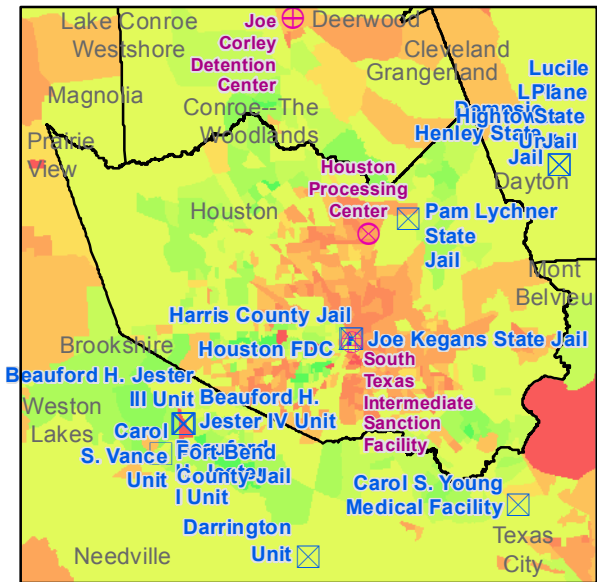 Lake Conroe
Westshore
Joe
Corley
Detention
Center
Deerwood
Cleveland
Grangerland
Magnolia
Conroe--The
Woodlands
Prairie
View
Lucile
Plane
State
Jail
Dempsie
Henley State
Jail
Hightower
Unit
Dayton
Houston
Processing
Center
Houston
Pam Lychner
State
Jail
Mont
Belvieu
Harris County Jail
Houston FDC
Joe Kegans State Jail
South
Texas
Intermediate
Sanction
Facility
Brookshire
Beauford H. Jester
III Unit
Beauford H.
Jester IV Unit
Weston
Lakes
Carol
S. Vance
Unit
Fort Bend
County Jail
I Unit
Carol S. Young
Medical Facility
Darrington
Unit
Needville
Texas
City